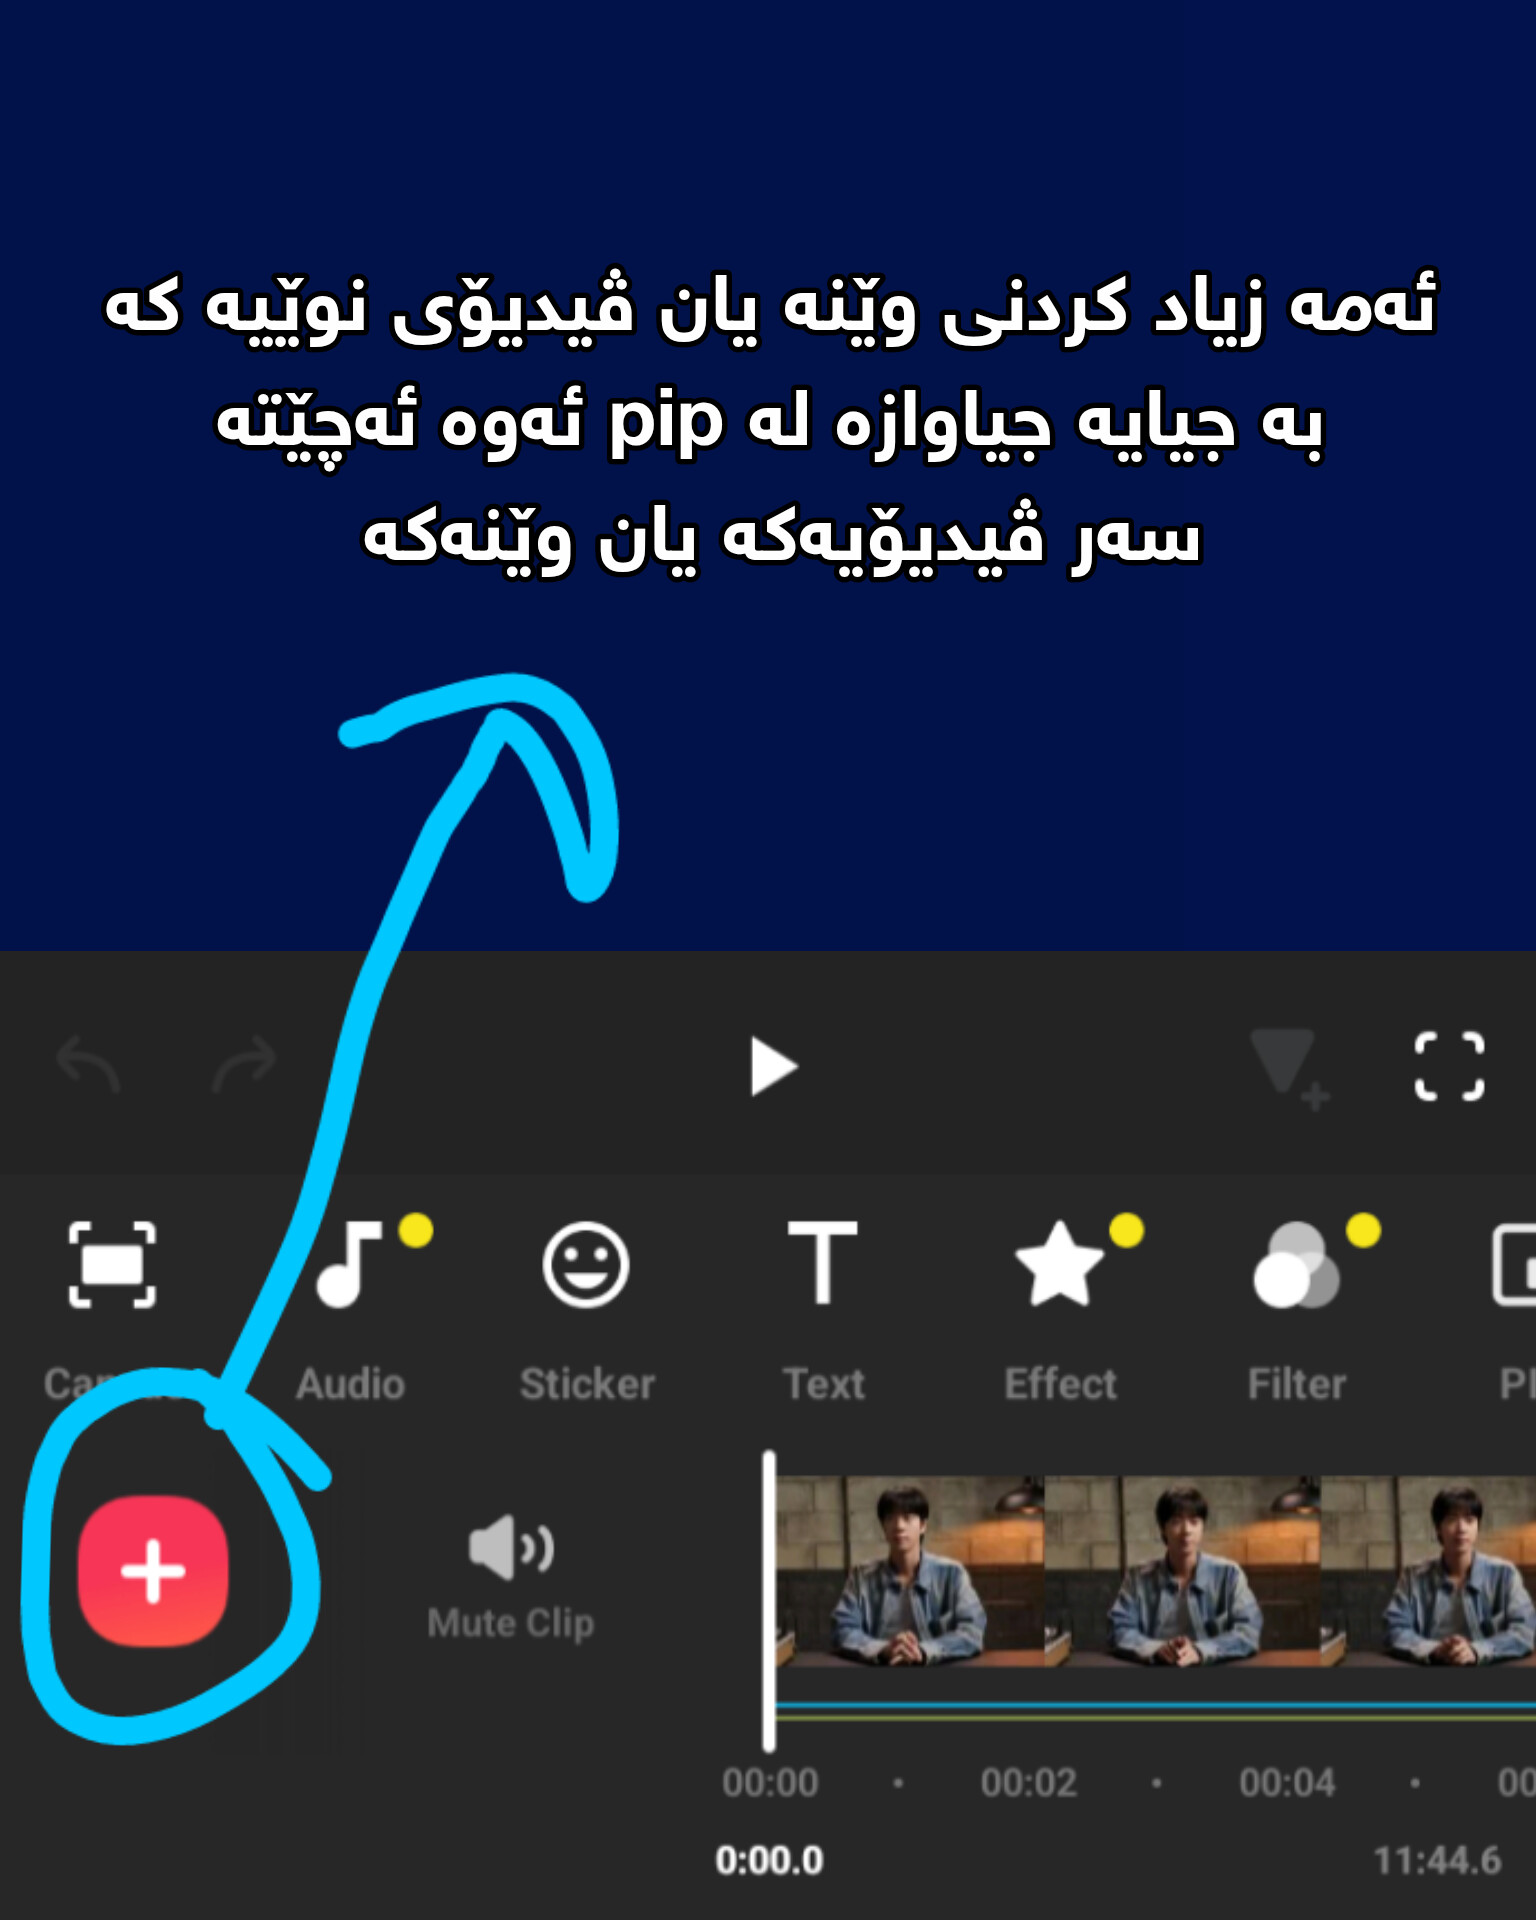 ئەمە زیاد کردنی وێنە یان ڤیدیۆی نوێیە کە
بە جیایە جیاوازە لە pip ئەوە ئەچێتە
سەر ڤیدیۆیەکە یان وێنەکە
Audio Sticker Text Effect Filter
Mute Clip
00:00 00:02 00:04 00
0:00.0 11:44.6